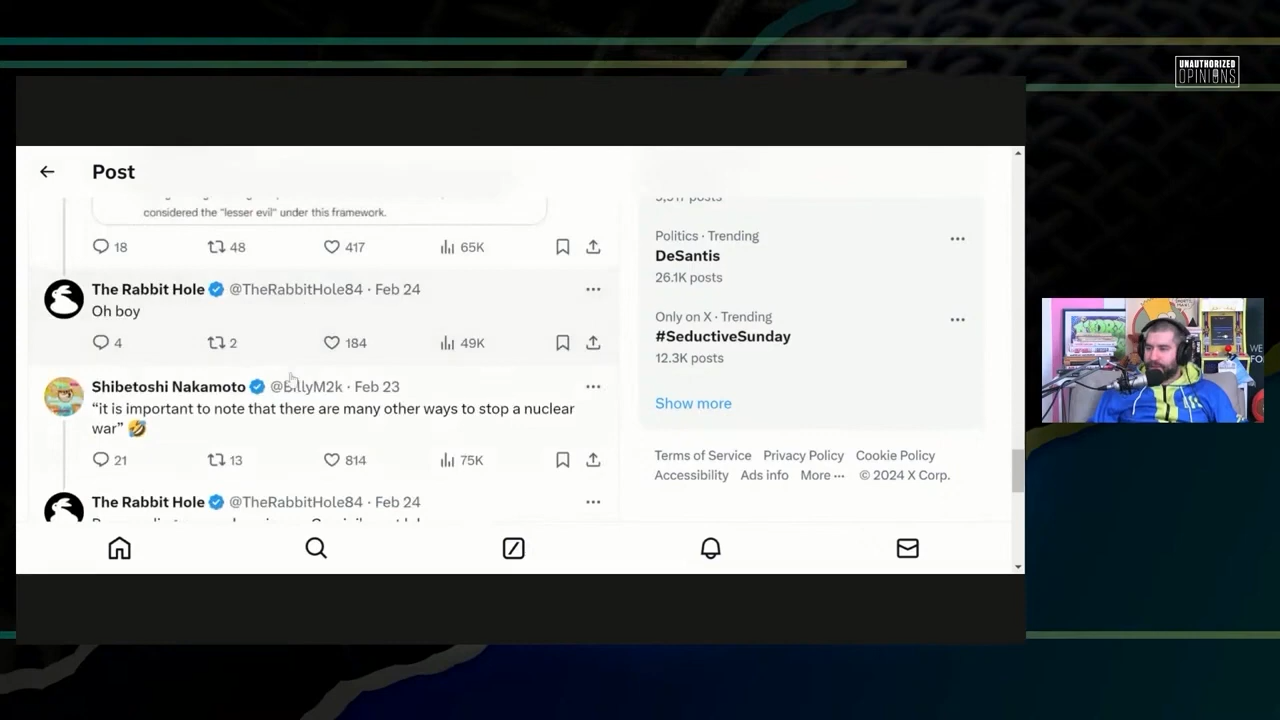 UNAUTHORIZED
OPINIONS
Post
considered the "lesser evil" under this framework.
18 48 417 65K
The Rabbit Hole @TheRabbitHole84 · Feb 24
Oh boy
4 2 184 49K
Shibetoshi Nakamoto @BillyM2k · Feb 23
“it is important to note that there are many other ways to stop a nuclear
war” 🤣
21 13 814 75K
The Rabbit Hole @TheRabbitHole84 · Feb 24
posts
Politics · Trending
DeSantis
26.1K posts
Only on X · Trending
#SeductiveSunday
12.3K posts
Show more
Terms of Service Privacy Policy Cookie Policy
Accessibility Ads info More ··· © 2024 X Corp.
WE